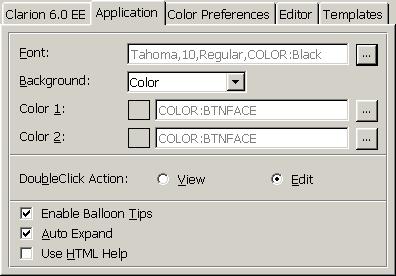 Clarion 6.0 EE Application Color Preferences Editor Templates
Font: Tahoma,10,Regular,COLOR:Black ...
Background: Color
Color 1: COLOR:BTNFACE ...
Color 2: COLOR:BTNFACE ...
DoubleClick Action: View Edit
Enable Balloon Tips
Auto Expand
Use HTML Help